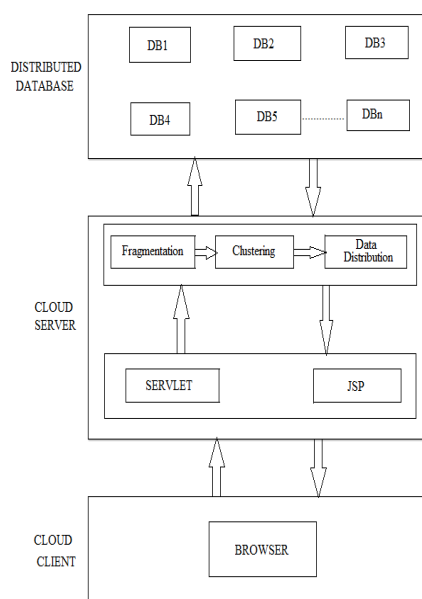 DISTRIBUTED
DATABASE
DB1
DB2
DB3
DB4
DB5
DBn
CLOUD
SERVER
Fragmentation
Clustering
Data
Distribution
SERVLET
JSP
CLOUD
CLIENT
BROWSER